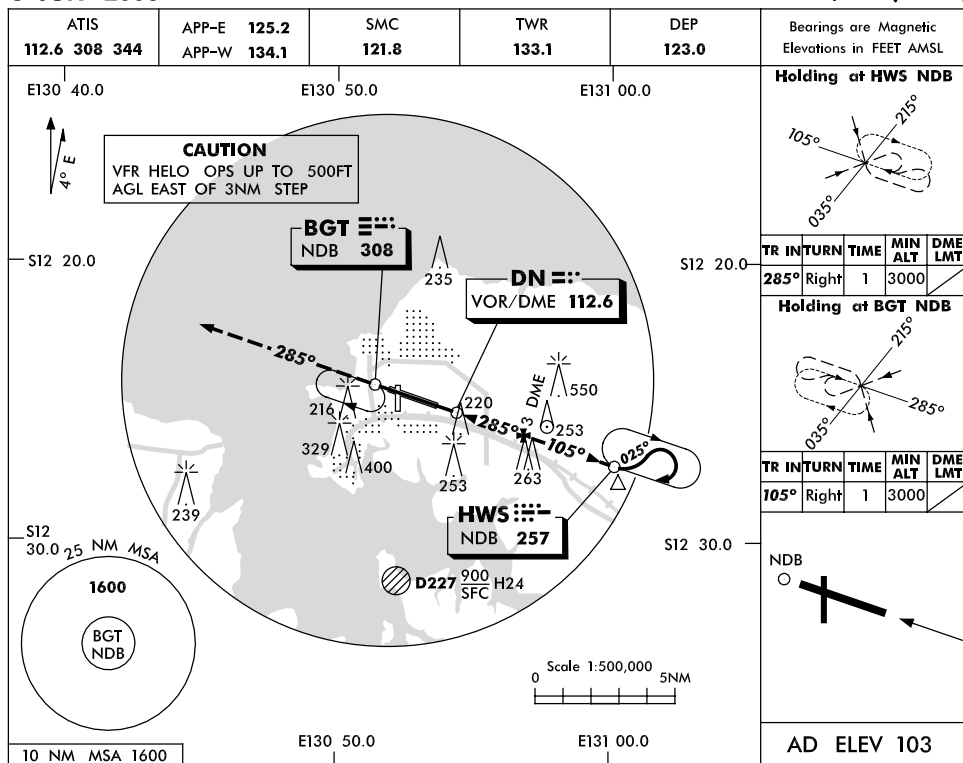 ATIS
112.6 308 344
APP-E 125.2
APP-W 134.1
SMC
121.8
TWR
133.1
DEP
123.0
Bearings are Magnetic
Elevations in FEET AMSL
E130 40.0
E130 50.0
E131 00.0
4° E
CAUTION
VFR HELO OPS UP TO 500FT
AGL EAST OF 3NM STEP
BGT
NDB 308
235
DN
VOR/DME 112.6
S12 20.0
S12 20.0
285°
216
220
550
3 DME
253
285°
105°
025°
329
400
253
263
239
HWS
NDB 257
S12
30.0
S12 30.0
25 NM MSA
1600
BGT
NDB
D227 900
SFC
H24
Scale 1:500,000
0
5NM
E130 50.0
E131 00.0
10 NM MSA 1600
Holding at HWS NDB
215°
105°
035°
TR IN TURN TIME MIN ALT DME LMT
285° Right 1 3000
Holding at BGT NDB
215°
285°
035°
TR IN TURN TIME MIN ALT DME LMT
105° Right 1 3000
NDB
AD ELEV 103